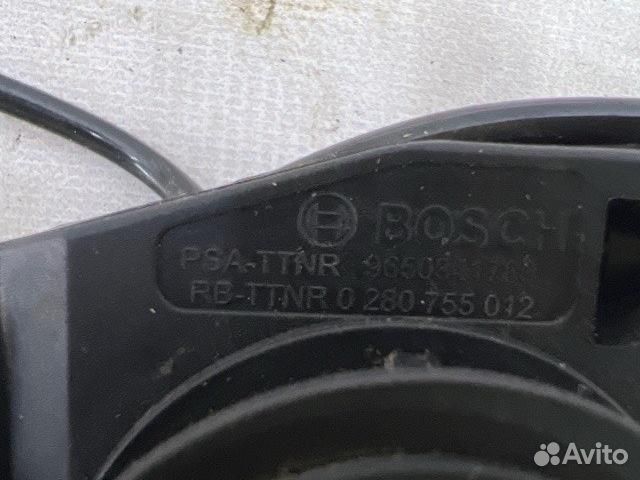 BOSCH
PSA-TTNR
RB-TTNR 0 280 755 012
Avito